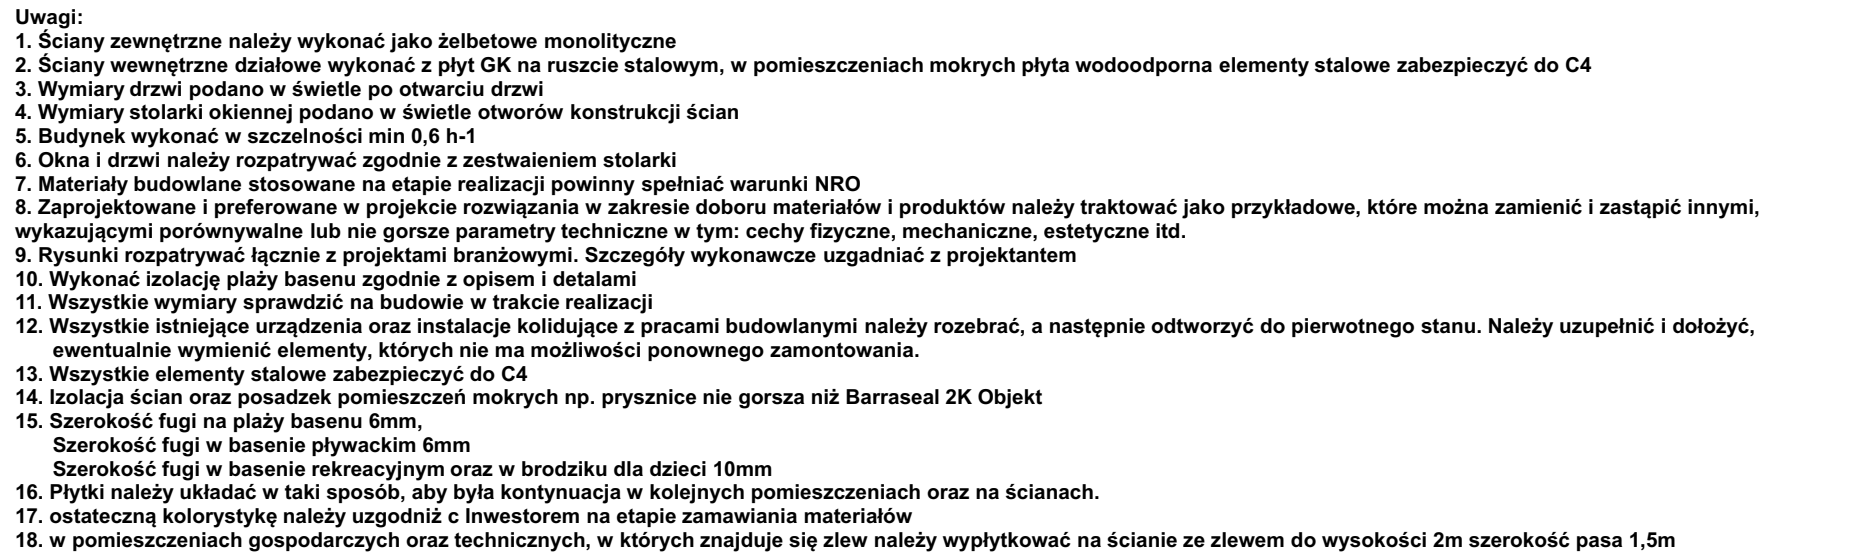 Uwagi:
1. Ściany zewnętrzne należy wykonać jako żelbetowe monolityczne
2. Ściany wewnętrzne działowe wykonać z płyt GK na ruszcie stalowym, w pomieszczeniach mokrych płyta wodoodporna elementy stalowe zabezpieczyć do C4
3. Wymiary drzwi podano w świetle po otwarciu drzwi
4. Wymiary stolarki okiennej podano w świetle otworów konstrukcji ścian
5. Budynek wykonać w szczelności min 0,6 h-1
6. Okna i drzwi należy rozpatrywać zgodnie z zestwaieniem stolarki
7. Materiały budowlane stosowane na etapie realizacji powinny spełniać warunki NRO
8. Zaprojektowane i preferowane w projekcie rozwiązania w zakresie doboru materiałów i produktów należy traktować jako przykładowe, które można zamienić i zastąpić innymi,
wykazującymi porównywalne lub nie gorsze parametry techniczne w tym: cechy fizyczne, mechaniczne, estetyczne itd.
9. Rysunki rozpatrywać łącznie z projektami branżowymi. Szczegóły wykonawcze uzgadniać z projektantem
10. Wykonać izolację plaży basenu zgodnie z opisem i detalami
11. Wszystkie wymiary sprawdzić na budowie w trakcie realizacji
12. Wszystkie istniejące urządzenia oraz instalacje kolidujące z pracami budowlanymi należy rozebrać, a następnie odtworzyć do pierwotnego stanu. Należy uzupełnić i dołożyć,
ewentualnie wymienić elementy, których nie ma możliwości ponownego zamontowania.
13. Wszystkie elementy stalowe zabezpieczyć do C4
14. Izolacja ścian oraz posadzek pomieszczeń mokrych np. prysznice nie gorsza niż Barraseal 2K Objekt
15. Szerokość fugi na plaży basenu 6mm,
Szerokość fugi w basenie pływackim 6mm
Szerokość fugi w basenie rekreacyjnym oraz w brodziku dla dzieci 10mm
16. Płytki należy układać w taki sposób, aby była kontynuacja w kolejnych pomieszczeniach oraz na ścianach.
17. ostateczną kolorystykę należy uzgodniż c Inwestorem na etapie zamawiania materiałów
18. w pomieszczeniach gospodarczych oraz technicznych, w których znajduje się zlew należy wypłytkować na ścianie ze zlewem do wysokości 2m szerokość pasa 1,5m